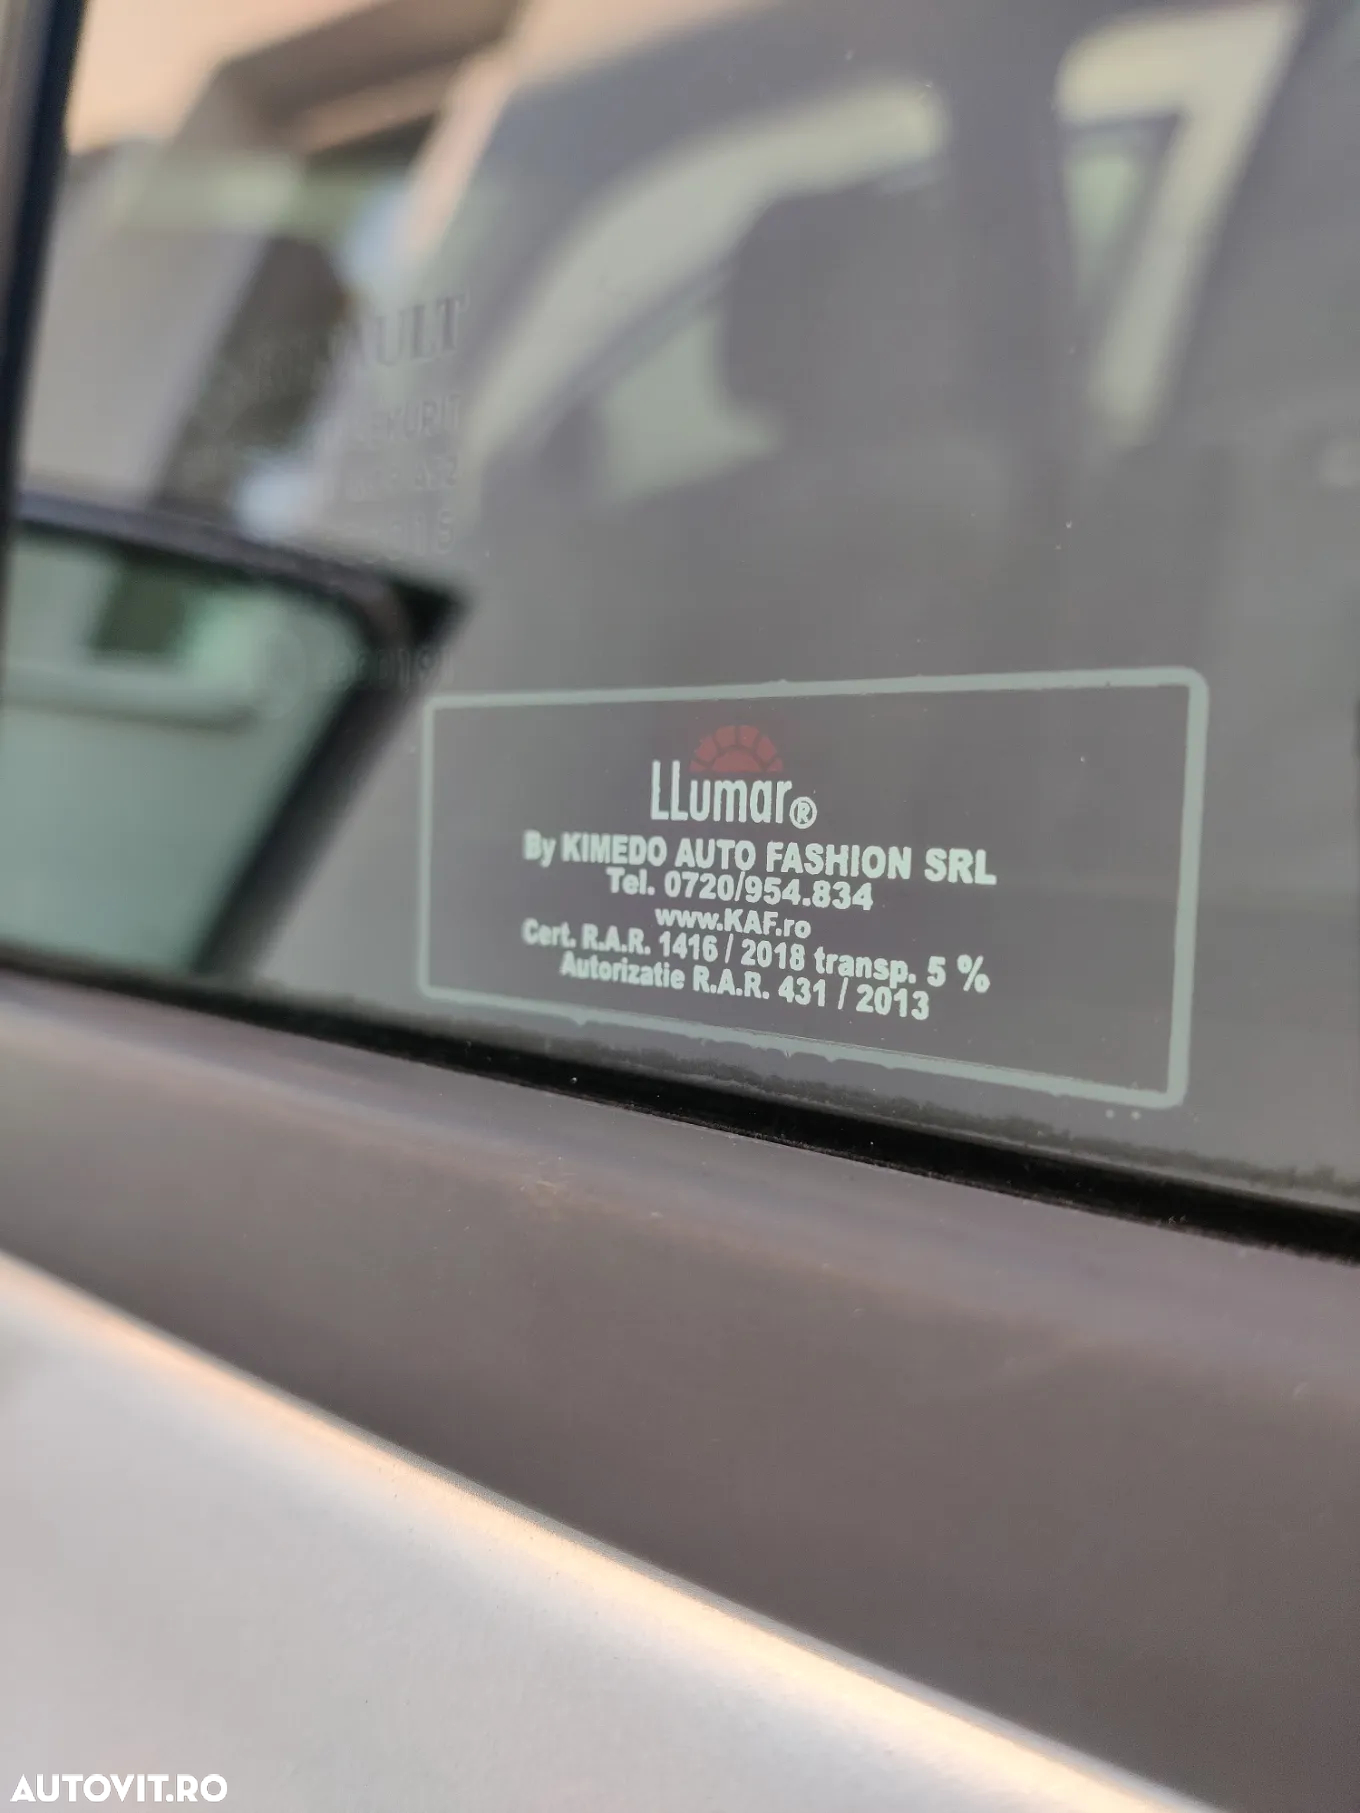 SECURIT
LLumar®
By KIMEDO AUTO FASHION SRL
Tel. 0720/954.834
www.KAF.ro
Cert. R.A.R. 1416 / 2018 transp. 5 %
Autorizatie R.A.R. 431 / 2013
AUTOVIT.RO